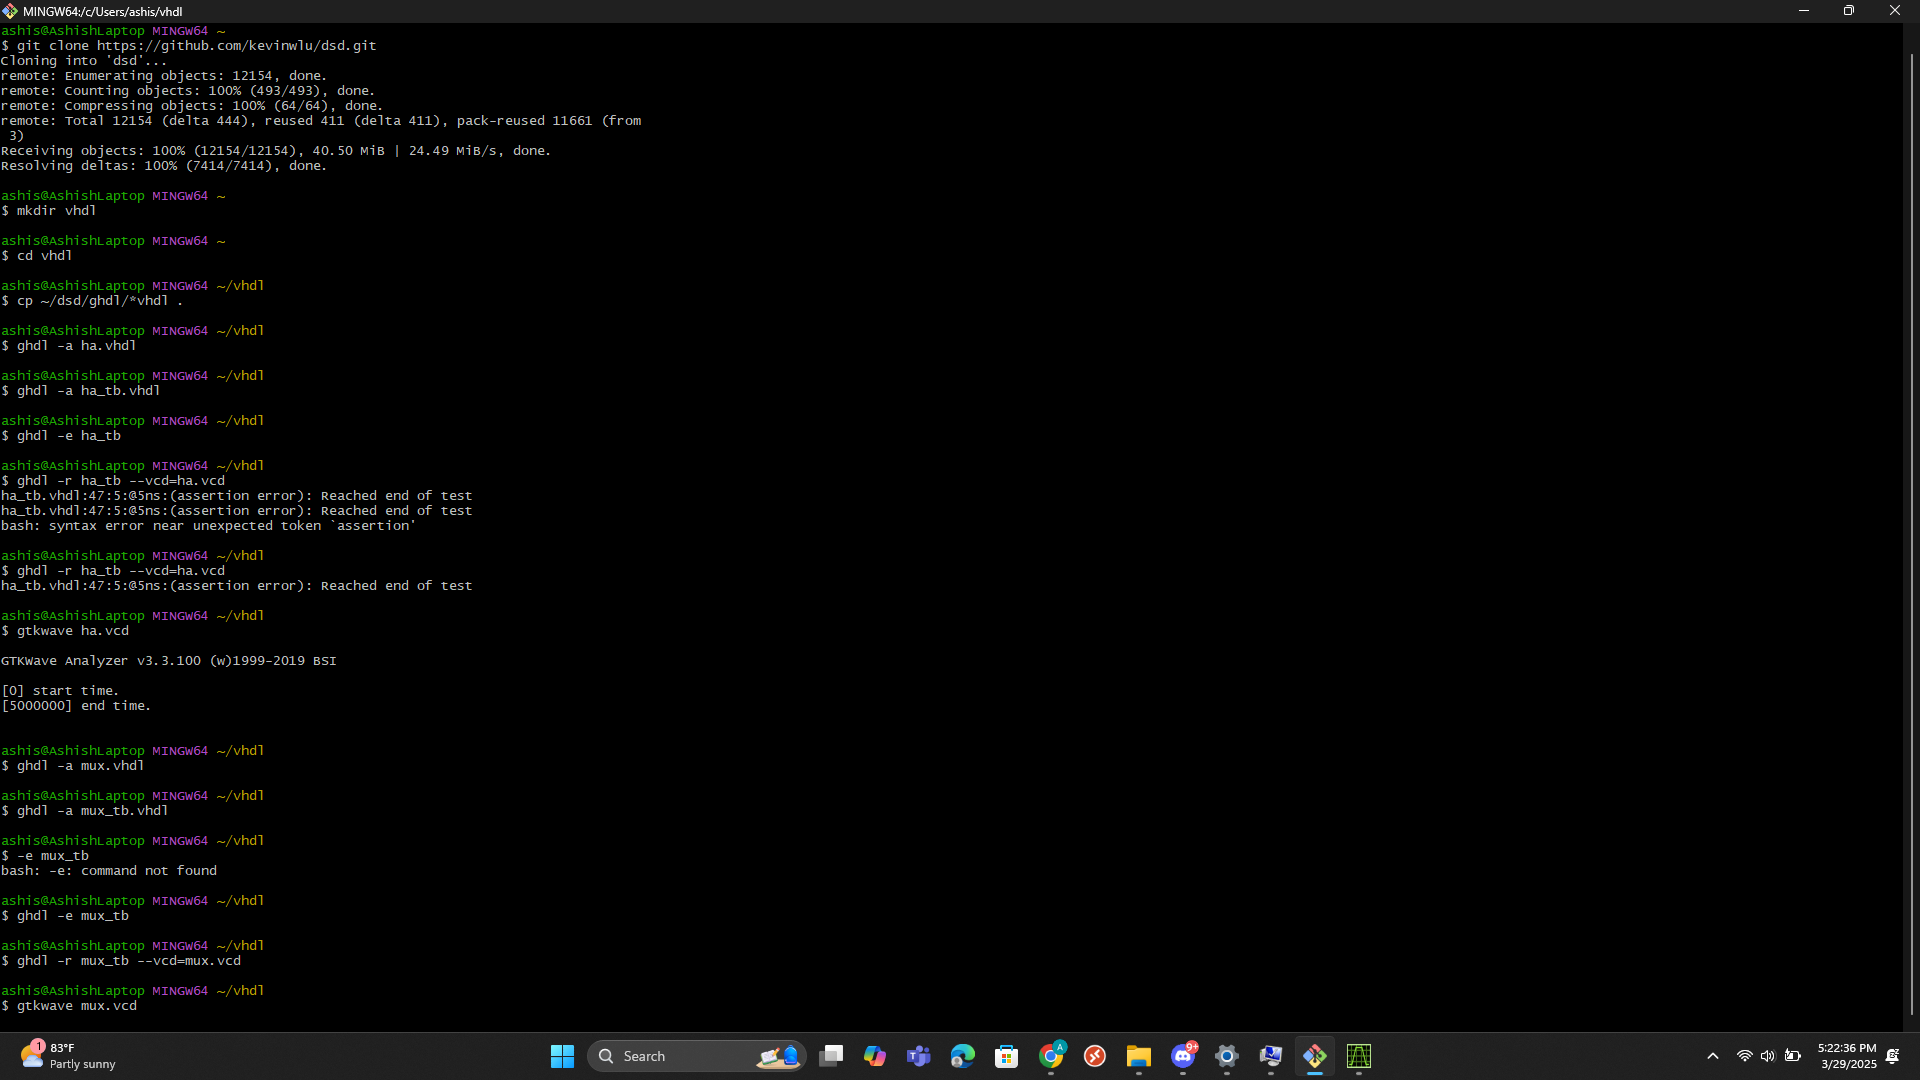 MINGW64:/c/Users/ashis/vhdl
ashis@AshishLaptop MINGW64 ~
$ git clone https://github.com/kevinwlu/dsd.git
Cloning into 'dsd'...
remote: Enumerating objects: 12154, done.
remote: Counting objects: 100% (493/493), done.
remote: Compressing objects: 100% (64/64), done.
remote: Total 12154 (delta 444), reused 411 (delta 411), pack-reused 11661 (from
 3)
Receiving objects: 100% (12154/12154), 40.50 MiB | 24.49 MiB/s, done.
Resolving deltas: 100% (7414/7414), done.
ashis@AshishLaptop MINGW64 ~
$ mkdir vhdl
ashis@AshishLaptop MINGW64 ~
$ cd vhdl
ashis@AshishLaptop MINGW64 ~/vhdl
$ cp ~/dsd/ghdl/*vhdl .
ashis@AshishLaptop MINGW64 ~/vhdl
$ ghdl -a ha.vhdl
ashis@AshishLaptop MINGW64 ~/vhdl
$ ghdl -a ha_tb.vhdl
ashis@AshishLaptop MINGW64 ~/vhdl
$ ghdl -e ha_tb
ashis@AshishLaptop MINGW64 ~/vhdl
$ ghdl -r ha_tb --vcd=ha.vcd
ha_tb.vhdl:47:5:@5ns:(assertion error): Reached end of test
ha_tb.vhdl:47:5:@5ns:(assertion error): Reached end of test
bash: syntax error near unexpected token `assertion'
ashis@AshishLaptop MINGW64 ~/vhdl
$ ghdl -r ha_tb --vcd=ha.vcd
ha_tb.vhdl:47:5:@5ns:(assertion error): Reached end of test
ashis@AshishLaptop MINGW64 ~/vhdl
$ gtkwave ha.vcd
GTKWave Analyzer v3.3.100 (w)1999-2019 BSI
[0] start time.
[5000000] end time.
ashis@AshishLaptop MINGW64 ~/vhdl
$ ghdl -a mux.vhdl
ashis@AshishLaptop MINGW64 ~/vhdl
$ ghdl -a mux_tb.vhdl
ashis@AshishLaptop MINGW64 ~/vhdl
$ -e mux_tb
bash: -e: command not found
ashis@AshishLaptop MINGW64 ~/vhdl
$ ghdl -e mux_tb
ashis@AshishLaptop MINGW64 ~/vhdl
$ ghdl -r mux_tb --vcd=mux.vcd
ashis@AshishLaptop MINGW64 ~/vhdl
$ gtkwave mux.vcd
1
83°F
Partly sunny
Search
A
9+
5:22:36 PM
3/29/2025